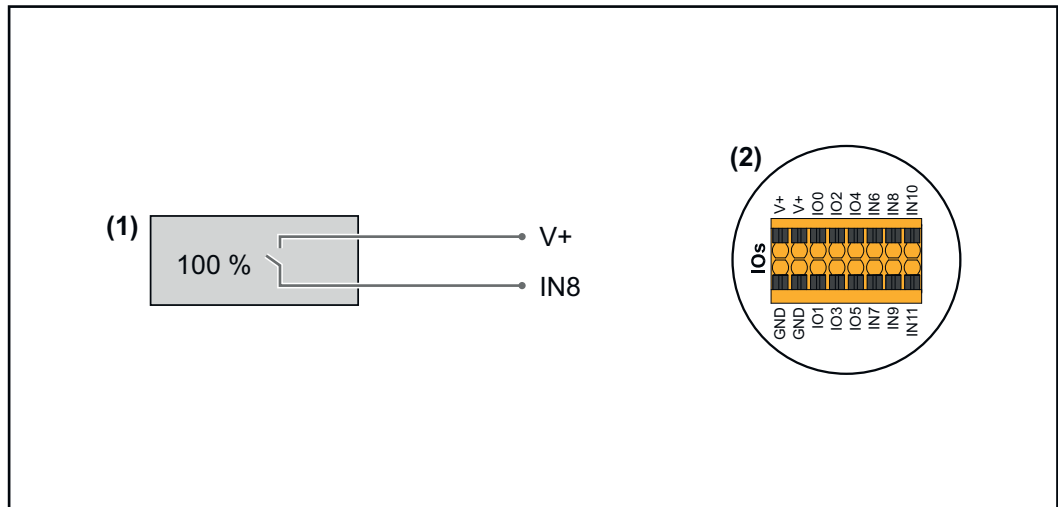 (1)
100 %
V+
IN8
(2)
V+
V+
IO0
IO2
IO4
IN6
IN8
IN10
IOs
GND
GND
IO1
IO3
IO5
IN7
IN9
IN11